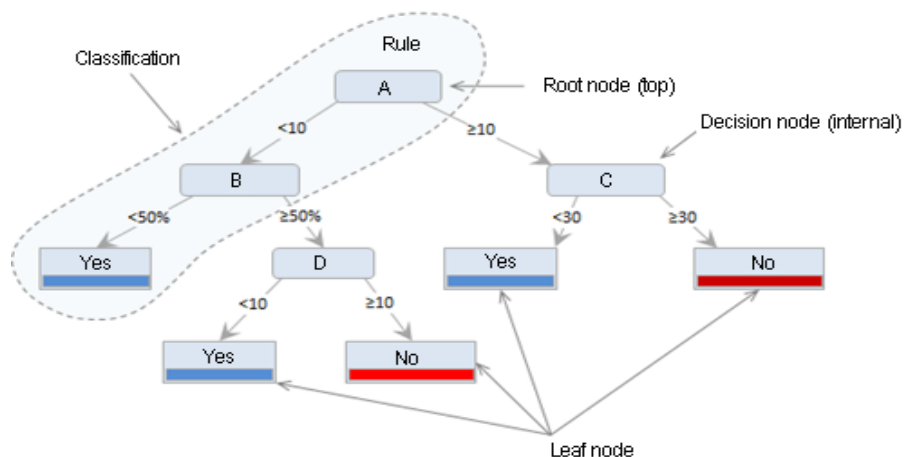 Rule
Classification
A
Root node (top)
<10
≥10
Decision node (internal)
B
C
<50%
≥50%
<30
≥30
Yes
D
Yes
No
<10
≥10
Yes
No
Leaf node